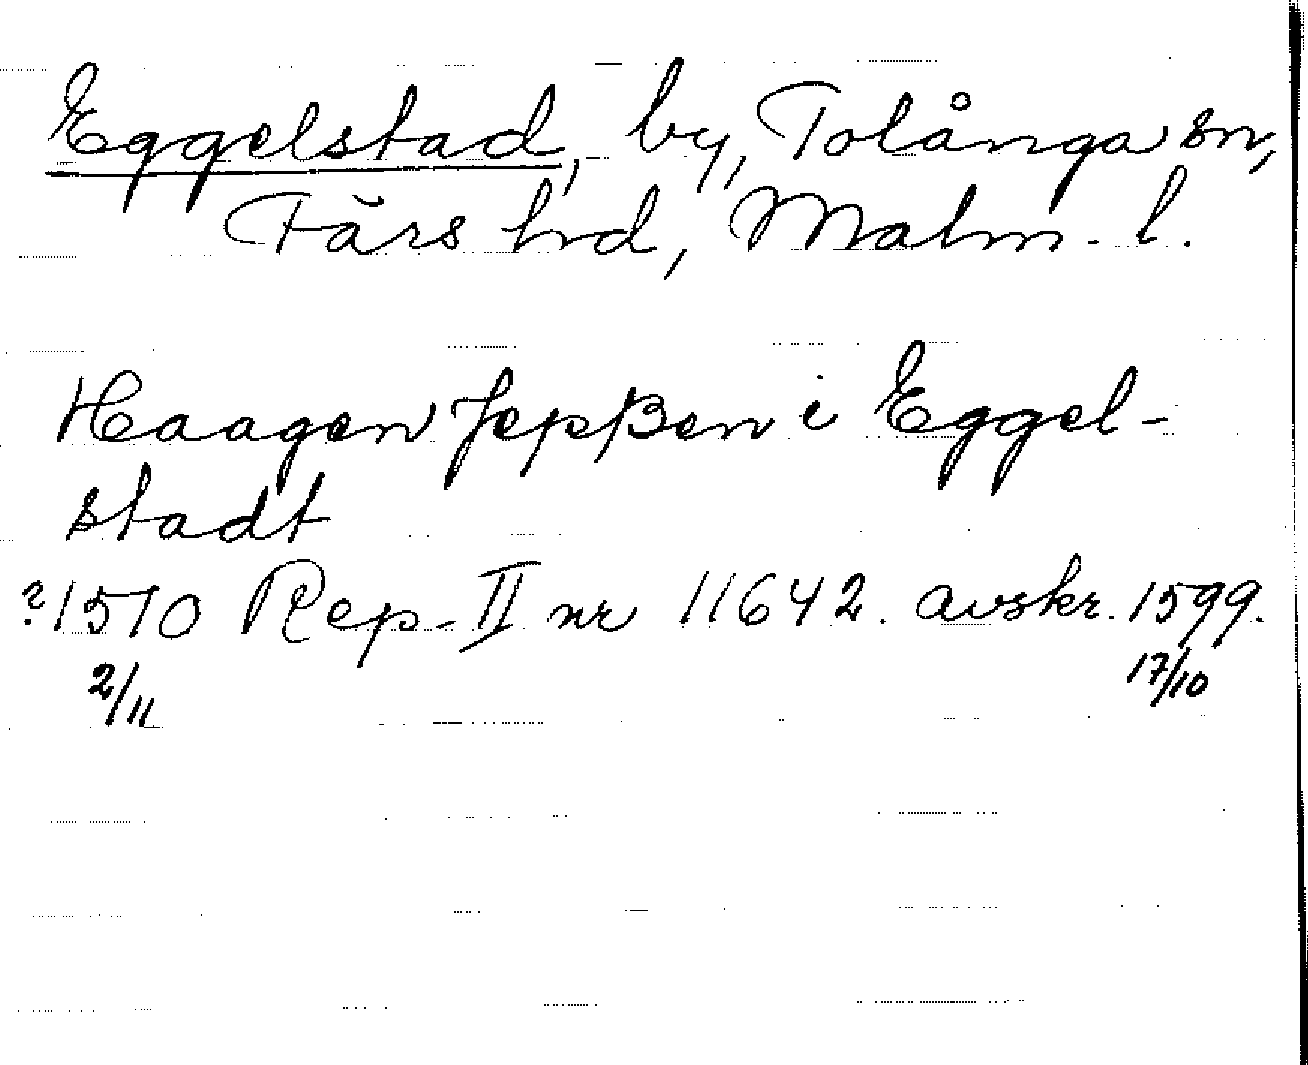 Eggelstad, by, Tolånga sn,
Färs hd, Malm. l.
Haagen Jepßen i Eggel-
stadt
?1570 Rep. II nr 11642. avskr. 1599.
2/11 17/10